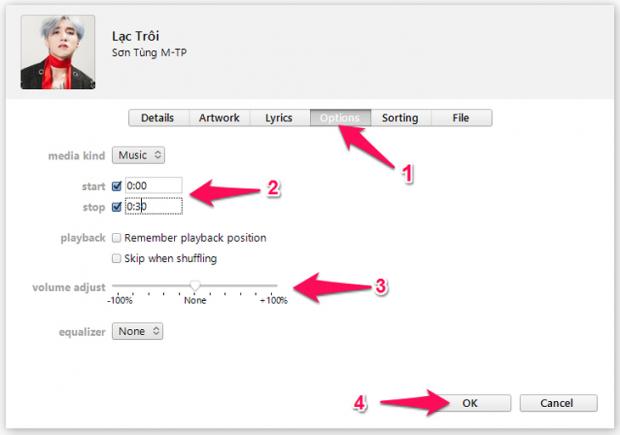 Lạc Trôi
Sơn Tùng M-TP
Details Artwork Lyrics Options Sorting File
1
media kind Music
start 0:00
2
stop 0:30
playback Remember playback position
Skip when shuffling
volume adjust
3
-100% None +100%
equalizer None
4 OK Cancel